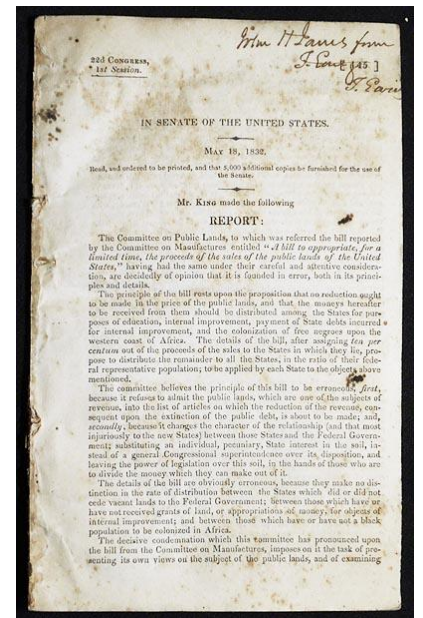 22d Congress,
1st Session.
[ 145 ]
IN SENATE OF THE UNITED STATES.
May 18, 1832.
Read, and ordered to be printed, and that 5,000 additional copies be furnished for the use of
the Senate.
Mr. King made the following
REPORT:
The Committee on Public Lands, to which was referred the bill reported
by the Committee on Manufactures entitled "A bill to appropriate, for a
limited time, the proceeds of the sales of the public lands of the United
States," having had the same under their careful and attentive considera-
tion, are decidedly of opinion that it is founded in error, both in its princi-
ples and details.
The principle of the bill rests upon the proposition that no reduction ought
to be made in the price of the public lands, and that the moneys hereafter
to be received from them should be distributed among the States for pur-
poses of education, internal improvement, payment of State debts incurred
for internal improvement, and the colonization of free negroes upon the
western coast of Africa. The details of the bill, after assigning ten per
centum out of the proceeds of the sales to the States in which they lie, pro-
pose to distribute the remainder to all the States, in the ratio of their fede-
ral representative population; to be applied by each State to the objects above
mentioned.
The committee believes the principle of this bill to be erroneous, first,
because it refuses to admit the public lands, which are one of the subjects of
revenue, into the list of articles on which the reduction of the revenue, con-
sequent upon the extinction of the public debt, is about to be made; and,
secondly, because it changes the character of the relationship (and that most
injuriously to the new States) between those States and the Federal Govern-
ment; substituting an individual, pecuniary, State interest in the soil, in-
stead of a general Congressional superintendence over its disposition, and
leaving the power of legislation over this soil, in the hands of those who are
to divide the money which they can make out of it.
The details of the bill are obviously erroneous, because they make no dis-
tinction in the rate of distribution between the States which did or did not
cede vacant lands to the Federal Government; between those which have or
have not received grants of land, or appropriations of money, for objects of
internal improvement; and between those which have or have not a black
population to be colonized in Africa.
The decisive condemnation which this committee has pronounced upon
the bill from the Committee on Manufactures, imposes on it the task of pre-
senting its own views on the subject of the public lands, and of examining